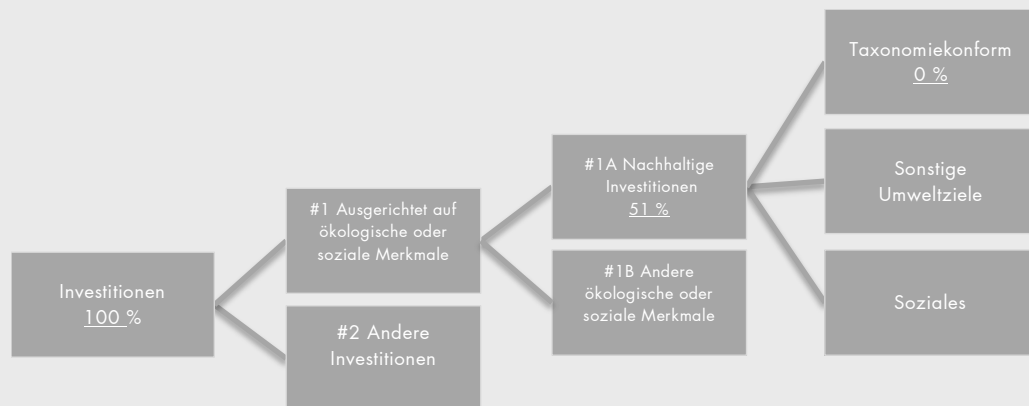 Investitionen
100 %
#1 Ausgerichtet auf
ökologische oder
soziale Merkmale
#2 Andere
Investitionen
#1A Nachhaltige
Investitionen
51 %
#1B Andere
ökologische oder
soziale Merkmale
Taxonomiekonform
0 %
Sonstige
Umweltziele
Soziales